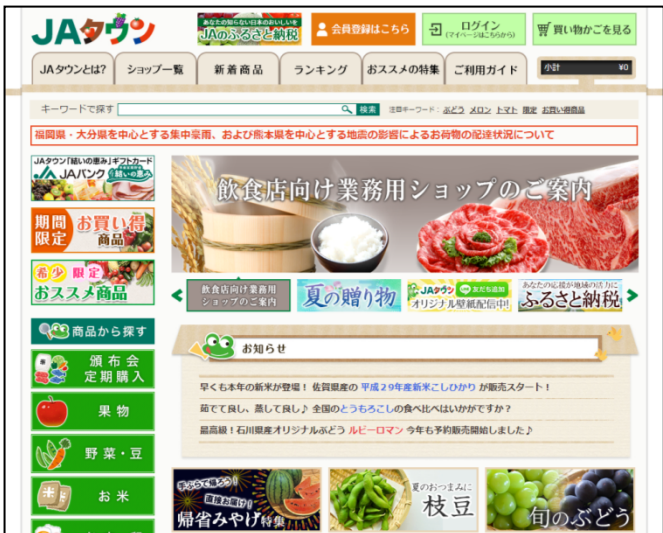 JAタウン
あなたの知らない日本のおいしいを
JAのふるさと納税
会員登録はこちら
ログイン
(マイページはこちらから)
買い物かごを見る
JAタウンとは?
ショップ一覧
新着商品
ランキング
おススメの特集
ご利用ガイド
小計 ¥0
キーワードで探す
検索
注目キーワード: ぶどう メロン トマト 限定 お買い得商品
福岡県・大分県を中心とする集中豪雨、および熊本県を中心とする地震の影響によるお荷物の配達状況について
JAタウン「結いの恵み」ギフトカード
JAバンク 結いの恵み
期間限定 お買い得商品
希少 限定
おススメ商品
飲食店向け業務用ショップのご案内
飲食店向け業務用
ショップのご案内
夏の贈り物
JAタウン 友だち追加
オリジナル壁紙配信中!
あなたの応援が地域の活力に
ふるさと納税
商品から探す
頒布会
定期購入
果物
野菜・豆
お米
お知らせ
早くも本年の新米が登場! 佐賀県産の 平成29年産新米こしひかり が販売スタート!
茹でて良し、蒸して良し♪ 全国のとうもろこしの食べ比べはいかがですか?
最高級!石川県産オリジナルぶどう ルビーロマン 今年も予約販売開始しました♪
手ぶらで帰ろう!
直接お届け!
帰省みやげ特集
夏のおつまみに
枝豆
旬のぶどう